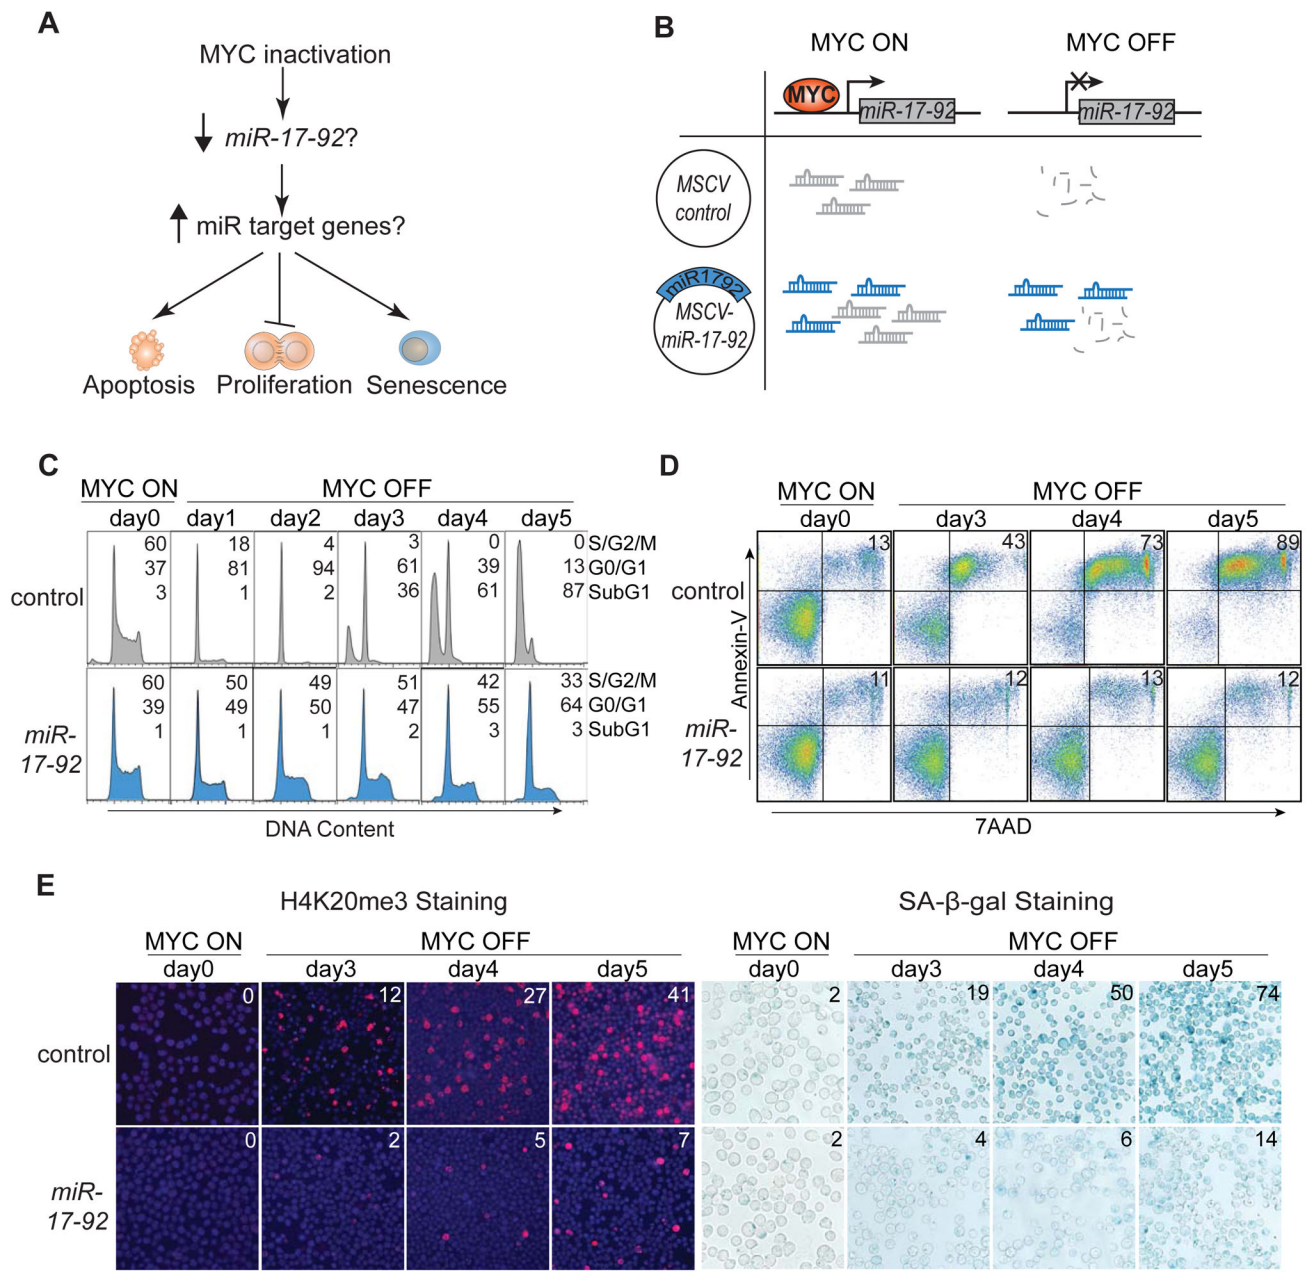 A
MYC inactivation
miR-17-92?
miR target genes?
Apoptosis
Proliferation
Senescence
B
MYC ON
MYC OFF
MYC
miR-17-92
miR-17-92
MSCV
control
miR1792
MSCV-
miR-17-92
C
MYC ON
MYC OFF
day0 day1 day2 day3 day4 day5
control
60 18 4 3 0 0 S/G2/M
37 81 94 61 39 13 G0/G1
3 1 2 36 61 87 SubG1
miR-
17-92
60 50 49 51 42 33 S/G2/M
39 49 50 47 55 64 G0/G1
1 1 1 2 3 3 SubG1
DNA Content
D
MYC ON
MYC OFF
day0 day3 day4 day5
control
13 43 73 89
miR-
17-92
11 12 13 12
Annexin-V
7AAD
E
H4K20me3 Staining
SA-β-gal Staining
MYC ON
MYC OFF
MYC ON
MYC OFF
day0 day3 day4 day5 day0 day3 day4 day5
control
0 12 27 41 2 19 50 74
miR-
17-92
0 2 5 7 2 4 6 14